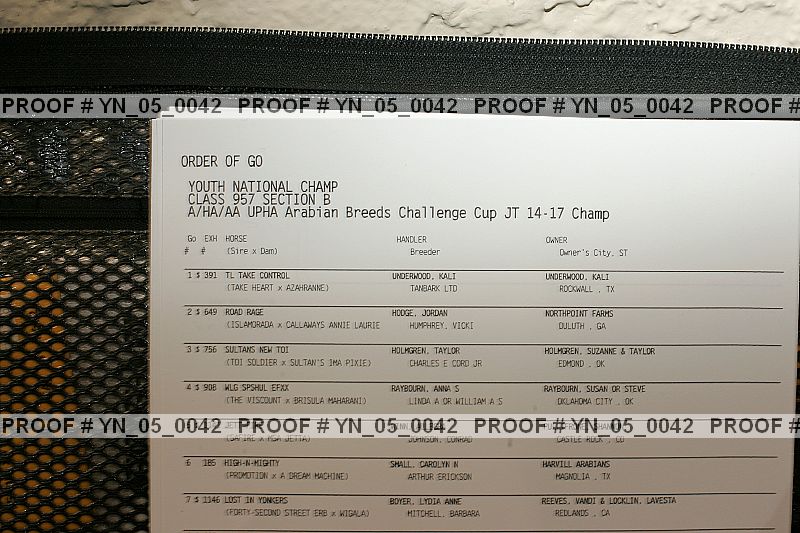 PROOF # YN_05_0042 PROOF # YN_05_0042 PROOF # YN_05_0042 PROOF #
ORDER OF GO
YOUTH NATIONAL CHAMP
CLASS 957 SECTION B
A/HA/AA UPHA Arabian Breeds Challenge Cup JT 14-17 Champ
Go EXH HORSE HANDLER OWNER
# # (Sire x Dam) Breeder Owner's City, ST
1 $ 391 TL TAKE CONTROL UNDERWOOD, KALI UNDERWOOD, KALI
(TAKE HEART x AZAHRANNE) TANBARK LTD ROCKWALL , TX
2 $ 649 ROAD RAGE HODGE, JORDAN NORTHPOINT FARMS
(ISLAMORADA x CALLAWAYS ANNIE LAURIE HUMPHREY, VICKI DULUTH , GA
3 $ 756 SULTANS NEW TOI HOLMGREN, TAYLOR HOLMGREN, SUZANNE & TAYLOR
(TOI SOLDIER x SULTAN'S IMA PIXIE) CHARLES E CORD JR EDMOND , OK
4 $ 908 WLG SPSHUL EFXX RAYBOURN, ANNA S RAYBOURN, SUSAN OR STEVE
(THE VISCOUNT x BRISULA MAHARANI) LINDA A OR WILLIAM A S OKLAHOMA CITY , OK
PROOF # YN_05_0042 PROOF # YN_05_0042 PROOF # YN_05_0042 PROOF #
JOHNSON, CONRAD CASTLE ROCK , CO
6 185 HIGH-N-MIGHTY SMALL, CAROLYN N HARVILL ARABIANS
(PROMOTION x A DREAM MACHINE) ARTHUR ERICKSON MAGNOLIA , TX
7 $ 1146 LOST IN YONKERS BOYER, LYDIA ANNE REEVES, VANDI & LOCKLIN, LAVESTA
(FORTY-SECOND STREET ERB x WIGALA) MITCHELL, BARBARA REDLANDS , CA